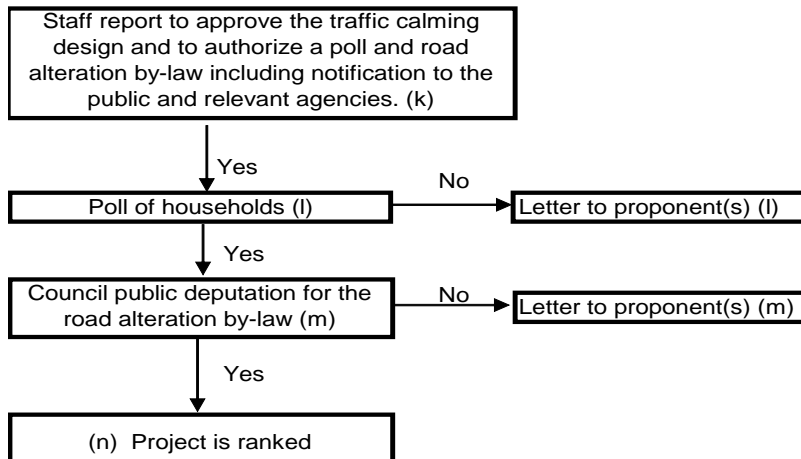 Staff report to approve the traffic calming
design and to authorize a poll and road
alteration by-law including notification to the
public and relevant agencies. (k)
Yes
No
Poll of households (l)
Letter to proponent(s) (l)
Yes
Council public deputation for the
road alteration by-law (m)
No
Letter to proponent(s) (m)
Yes
(n) Project is ranked